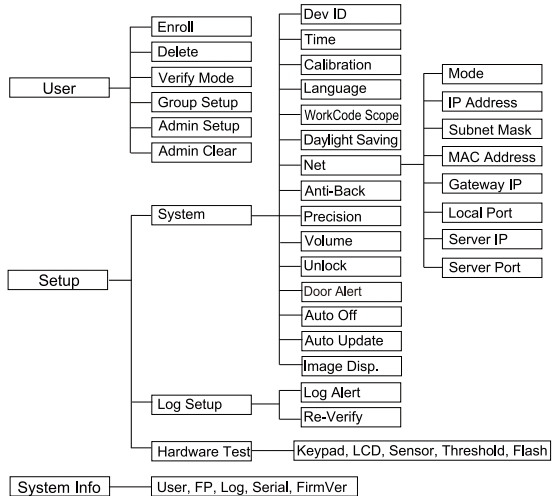 User
Enroll
Delete
Verify Mode
Group Setup
Admin Setup
Admin Clear
Setup
System
Dev ID
Time
Calibration
Language
WorkCode Scope
Daylight Saving
Net
Mode
IP Address
Subnet Mask
MAC Address
Gateway IP
Local Port
Server IP
Server Port
Anti-Back
Precision
Volume
Unlock
Door Alert
Auto Off
Auto Update
Image Disp.
Log Setup
Log Alert
Re-Verify
Hardware Test
Keypad, LCD, Sensor, Threshold, Flash
System Info
User, FP, Log, Serial, FirmVer